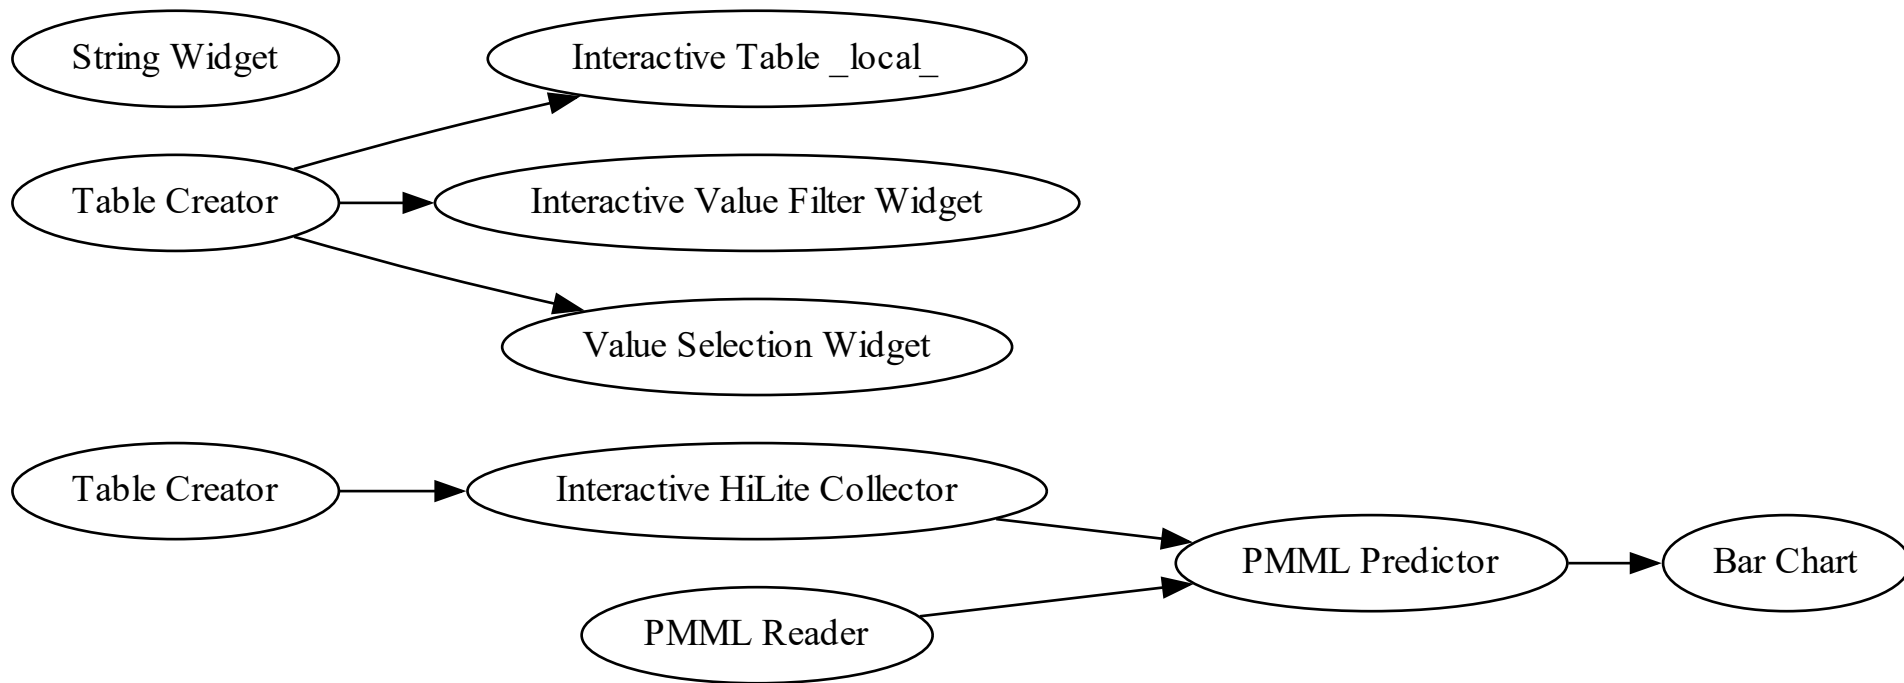 String Widget
Interactive Table _local_
Table Creator
Interactive Value Filter Widget
Value Selection Widget
Table Creator
Interactive HiLite Collector
PMML Predictor
Bar Chart
PMML Reader